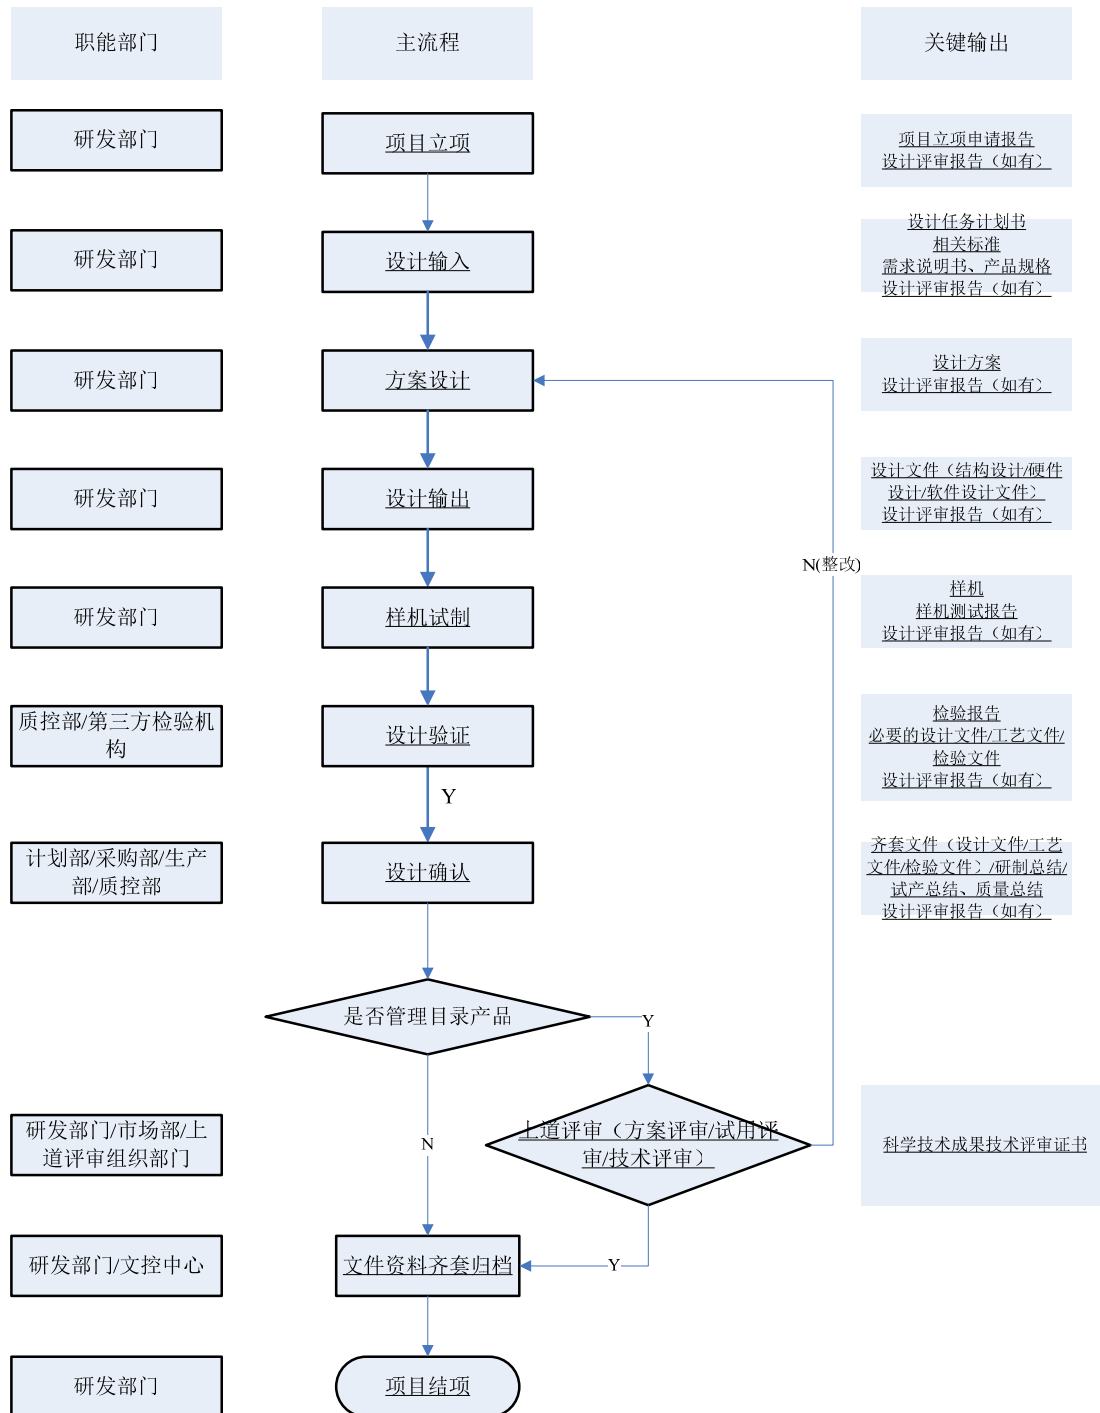 职能部门
主流程
关键输出
研发部门
项目立项
项目立项申请报告
设计评审报告（如有）
研发部门
设计输入
设计任务计划书
相关标准
需求说明书、产品规格
设计评审报告（如有）
研发部门
方案设计
设计方案
设计评审报告（如有）
研发部门
设计输出
设计文件（结构设计/硬件
设计/软件设计文件）
设计评审报告（如有）
N(整改)
研发部门
样机试制
样机
样机测试报告
设计评审报告（如有）
质控部/第三方检验机
构
设计验证
检验报告
必要的设计文件/工艺文件/
检验文件
设计评审报告（如有）
Y
计划部/采购部/生产
部/质控部
设计确认
齐套文件（设计文件/工艺
文件/检验文件）/研制总结/
试产总结、质量总结
设计评审报告（如有）
是否管理目录产品
Y
研发部门/市场部/上
道评审组织部门
N
上道评审（方案评审/试用评
审/技术评审）
科学技术成果技术评审证书
研发部门/文控中心
文件资料齐套归档
Y
研发部门
项目结项